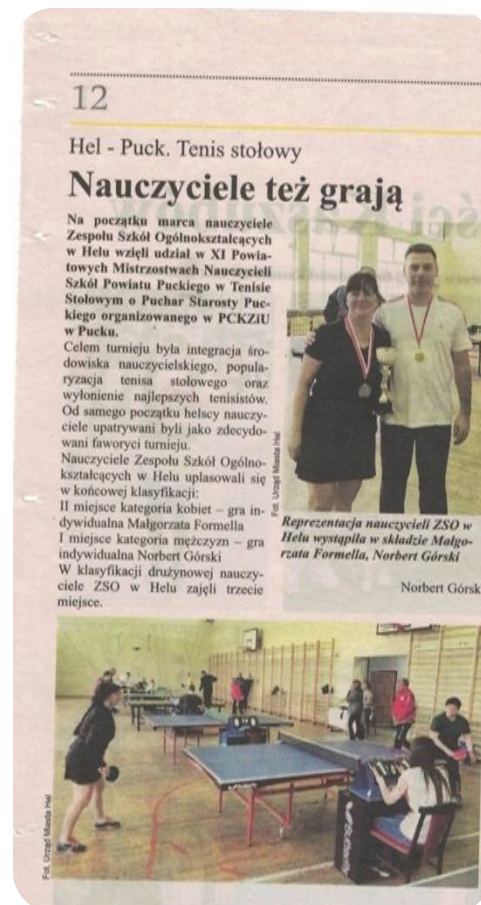 12
Hel - Puck. Tenis stołowy
Nauczyciele też grają
Na początku marca nauczyciele
Zespołu Szkół Ogólnokształcących
w Helu wzięli udział w XI Powia-
towych Mistrzostwach Nauczycieli
Szkół Powiatu Puckiego w Tenisie
Stołowym o Puchar Starosty Puc-
kiego organizowanego w PCKZiU
w Pucku.
Celem turnieju była integracja śro-
dowiska nauczycielskiego, popula-
ryzacja tenisa stołowego oraz
wyłonienie najlepszych tenisistów.
Od samego początku helscy nauczy-
ciele upatrywani byli jako zdecydo-
wani faworyci turnieju.
Nauczyciele Zespołu Szkół Ogólno-
kształcących w Helu uplasowali się
w końcowej klasyfikacji:
II miejsce kategoria kobiet – gra in-
dywidualna Małgorzata Formella
I miejsce kategoria mężczyzn – gra
indywidualna Norbert Górski
W klasyfikacji drużynowej nauczy-
ciele ZSO w Helu zajęli trzecie
miejsce.
Fot. Urząd Miasta Hel
Reprezentacja nauczycieli ZSO w
Helu wystąpiła w składzie Małgo-
rzata Formella, Norbert Górski
Norbert Górsk
Fot. Urząd Miasta Hel